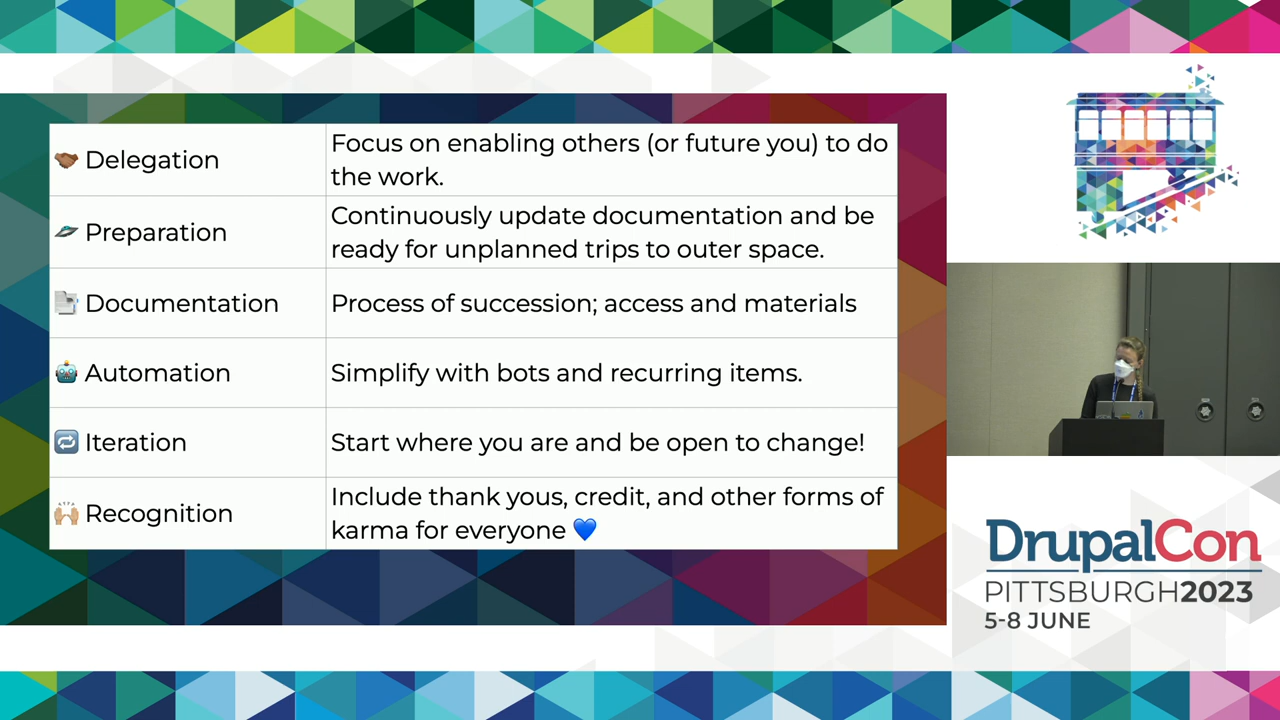 🤝🏾 Delegation
Focus on enabling others (or future you) to do
the work.
🛸 Preparation
Continuously update documentation and be
ready for unplanned trips to outer space.
📑 Documentation
Process of succession; access and materials
🤖 Automation
Simplify with bots and recurring items.
🔁 Iteration
Start where you are and be open to change!
🙌🏼 Recognition
Include thank yous, credit, and other forms of
karma for everyone 💙
DrupalCon
PITTSBURGH2023
5-8 JUNE